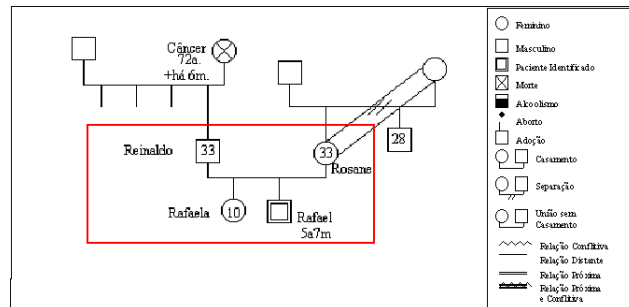 Câncer
72a.
+há 6m.
Reinaldo
33
33
28
Rosane
Rafaela
10
Rafael
5a7m
Feminino
Masculino
Paciente Identificado
Morte
Alcoolismo
Aborto
Adoção
Casamento
Separação
União sem
Casamento
Relação Conflitiva
Relação Distante
Relação Próxima
Relação Próxima
e Conflitiva